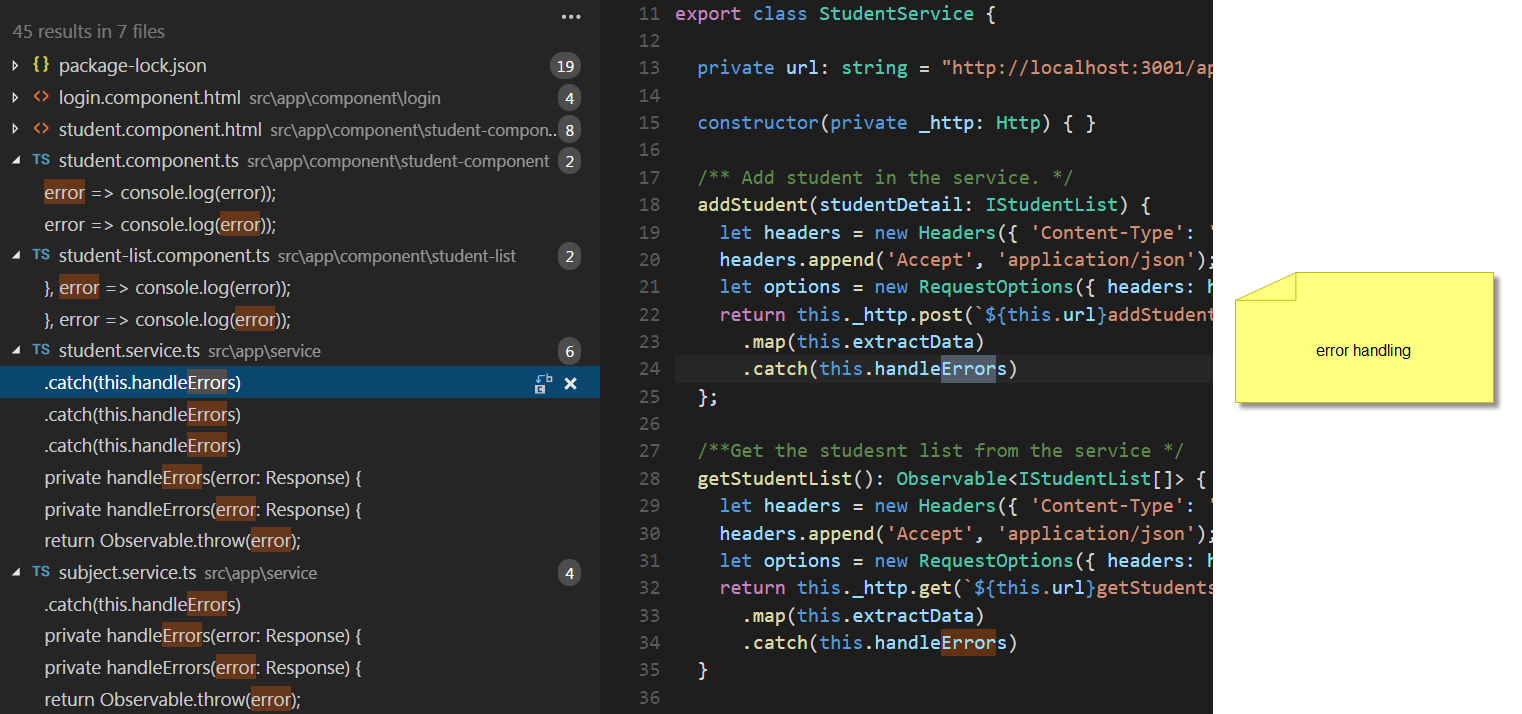 45 results in 7 files
package-lock.json 19
login.component.html src\app\component\login 4
student.component.html src\app\component\student-compon.. 8
TS student.component.ts src\app\component\student-component 2
error => console.log(error));
error => console.log(error));
TS student-list.component.ts src\app\component\student-list 2
}, error => console.log(error));
}, error => console.log(error));
TS student.service.ts src\app\service 6
.catch(this.handleErrors)
.catch(this.handleErrors)
.catch(this.handleErrors)
private handleErrors(error: Response) {
private handleErrors(error: Response) {
return Observable.throw(error);
TS subject.service.ts src\app\service 4
.catch(this.handleErrors)
private handleErrors(error: Response) {
private handleErrors(error: Response) {
return Observable.throw(error);
11 export class StudentService {
12
13 private url: string = "http://localhost:3001/ap
14
15 constructor(private _http: Http) { }
16
17 /** Add student in the service. */
18 addStudent(studentDetail: IStudentList) {
19 let headers = new Headers({ 'Content-Type': '
20 headers.append('Accept', 'application/json');
21 let options = new RequestOptions({ headers: h
22 return this._http.post(`${this.url}addStudent
23 .map(this.extractData)
24 .catch(this.handleErrors)
25 };
26
27 /**Get the studesnt list from the service */
28 getStudentList(): Observable<IStudentList[]> {
29 let headers = new Headers({ 'Content-Type': '
30 headers.append('Accept', 'application/json');
31 let options = new RequestOptions({ headers: h
32 return this._http.get(`${this.url}getStudents
33 .map(this.extractData)
34 .catch(this.handleErrors)
35 }
36
error handling